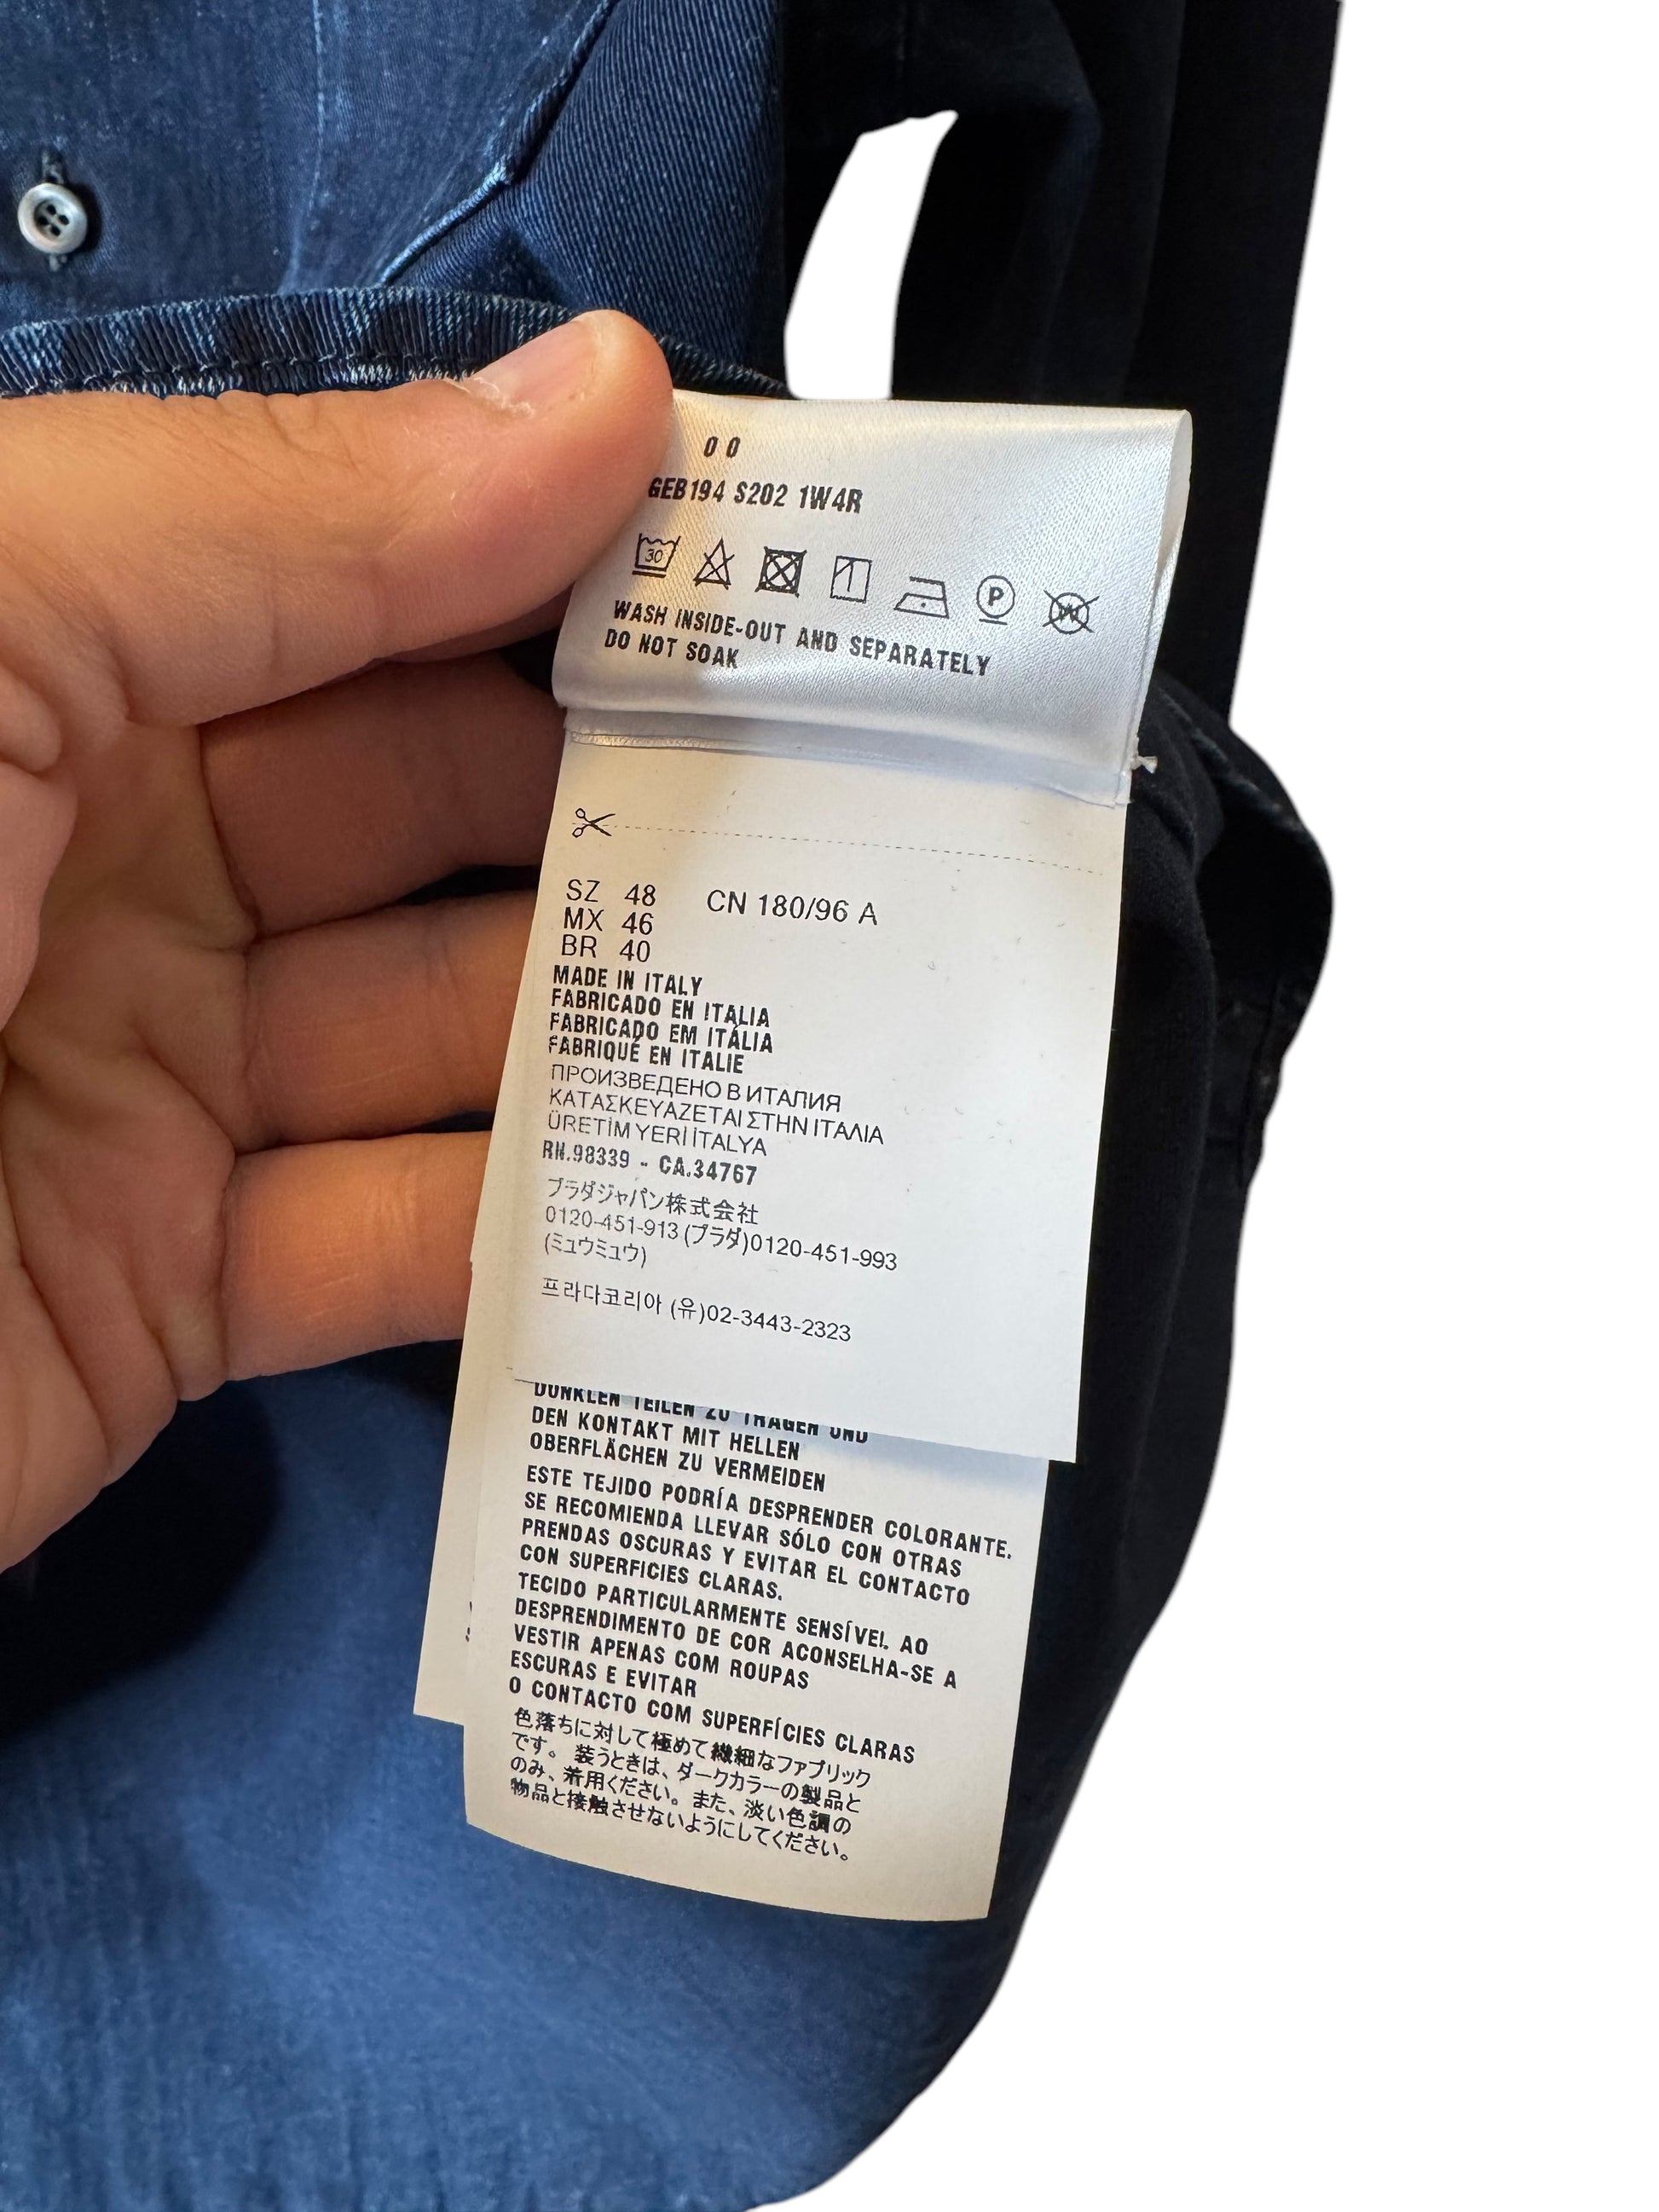 0 0
GEB194 S202 1W4R
30
P
W
WASH INSIDE-OUT AND SEPARATELY
DO NOT SOAK
SZ 48 CN 180/96 A
MX 46
BR 40
MADE IN ITALY
FABRICADO EN ITALIA
FABRICADO EM ITÁLIA
FABRIQUÉ EN ITALIE
ПРОИЗВЕДЕНО В ИТАЛИЯ
ΚΑΤΑΣΚΕΥΑΖΕΤΑΙ ΣΤΗΝ ΙΤΑΛΙΑ
ÜRETİM YERİ İTALYA
RN.98339 - CA.34767
プラダジャパン株式会社
0120-451-913 (プラダ)0120-451-993
(ミュウミュウ)
프라다코리아 (유)02-3443-2323
DUNKLEN TEILEN ZU TRAGEN UND
DEN KONTAKT MIT HELLEN
OBERFLÄCHEN ZU VERMEIDEN
ESTE TEJIDO PODRÍA DESPRENDER COLORANTE.
SE RECOMIENDA LLEVAR SÓLO CON OTRAS
PRENDAS OSCURAS Y EVITAR EL CONTACTO
CON SUPERFICIES CLARAS.
TECIDO PARTICULARMENTE SENSÍVEL AO
DESPRENDIMENTO DE COR ACONSELHA-SE A
VESTIR APENAS COM ROUPAS
ESCURAS E EVITAR
O CONTACTO COM SUPERFÍCIES CLARAS
色落ちに対して極めて繊細なファブリック
です。 装うときは、ダークカラーの製品と
のみ、着用ください。また、淡い色調の
物品と接触させないようにしてください。